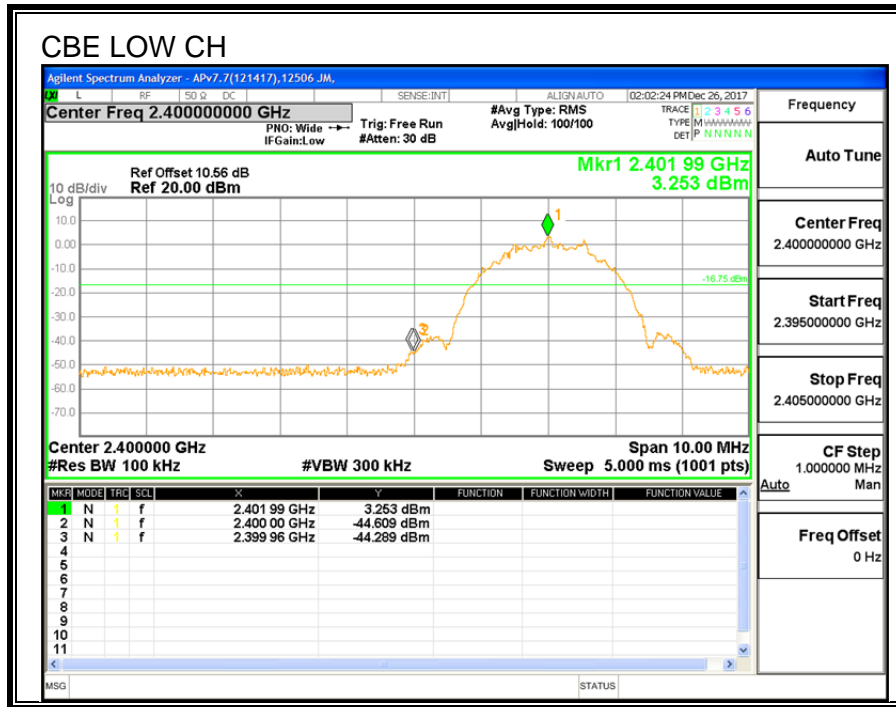 CBE LOW CH
Agilent Spectrum Analyzer - APv7.7(121417),12506 JM,
LXI L RF 50 Ω DC SENSE:INT ALIGN AUTO 02:02:24 PM Dec 26, 2017
Center Freq 2.400000000 GHz
PNO: Wide
IFGain:Low
Trig: Free Run
#Atten: 30 dB
#Avg Type: RMS
Avg|Hold: 100/100
TRACE 1 2 3 4 5 6
TYPE M WWWWW
DET P N N N N N
Mkr1 2.401 99 GHz
3.253 dBm
Ref Offset 10.56 dB
10 dB/div Ref 20.00 dBm
Log
10.0
0.00
-10.0
-20.0
-30.0
-40.0
-50.0
-60.0
-70.0
1
-16.75 dBm
Center 2.400000 GHz Span 10.00 MHz
#Res BW 100 kHz #VBW 300 kHz Sweep 5.000 ms (1001 pts)
MKR MODE TRC SCL X Y FUNCTION FUNCTION WIDTH FUNCTION VALUE
1 N 1 f 2.401 99 GHz 3.253 dBm
2 N 1 f 2.400 00 GHz -44.609 dBm
3 N 1 f 2.399 96 GHz -44.289 dBm
4
5
6
7
8
9
10
11
MSG STATUS
Frequency
Auto Tune
Center Freq
2.400000000 GHz
Start Freq
2.395000000 GHz
Stop Freq
2.405000000 GHz
CF Step
1.000000 MHz
Auto Man
Freq Offset
0 Hz